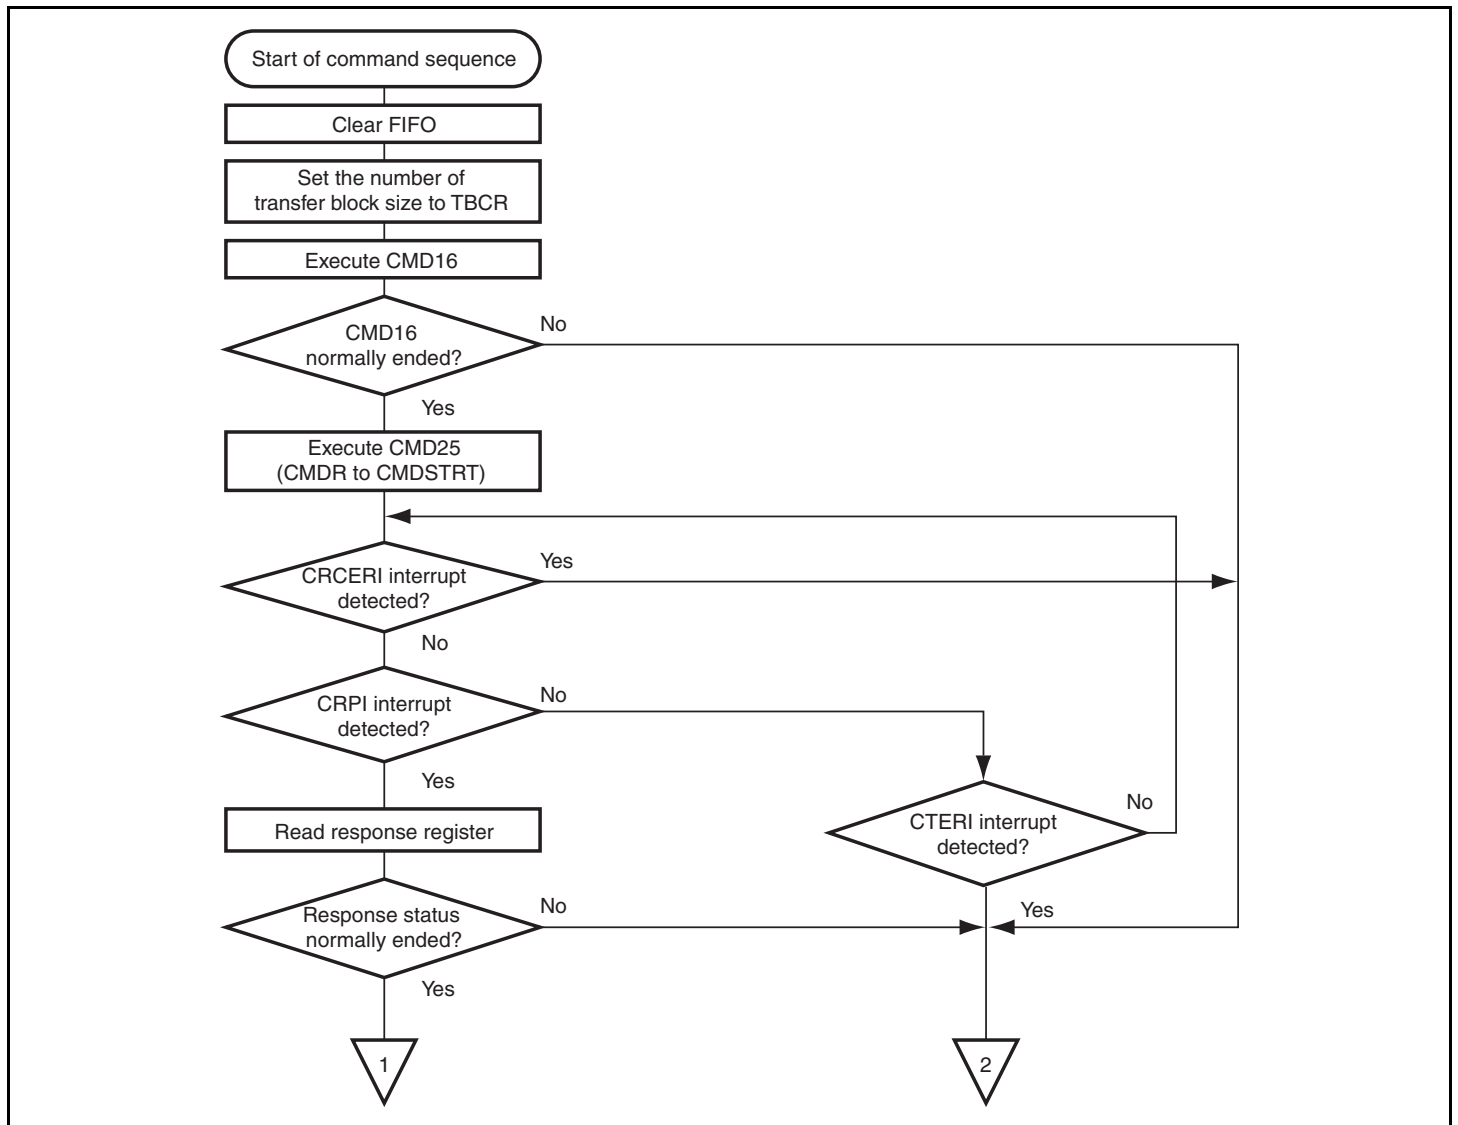 Start of command sequence
Clear FIFO
Set the number of
transfer block size to TBCR
Execute CMD16
CMD16
normally ended?
No
Yes
Execute CMD25
(CMDR to CMDSTRT)
CRCERI interrupt
detected?
Yes
No
CRPI interrupt
detected?
No
Yes
CTERI interrupt
detected?
No
Yes
Read response register
Response status
normally ended?
No
Yes
1
2